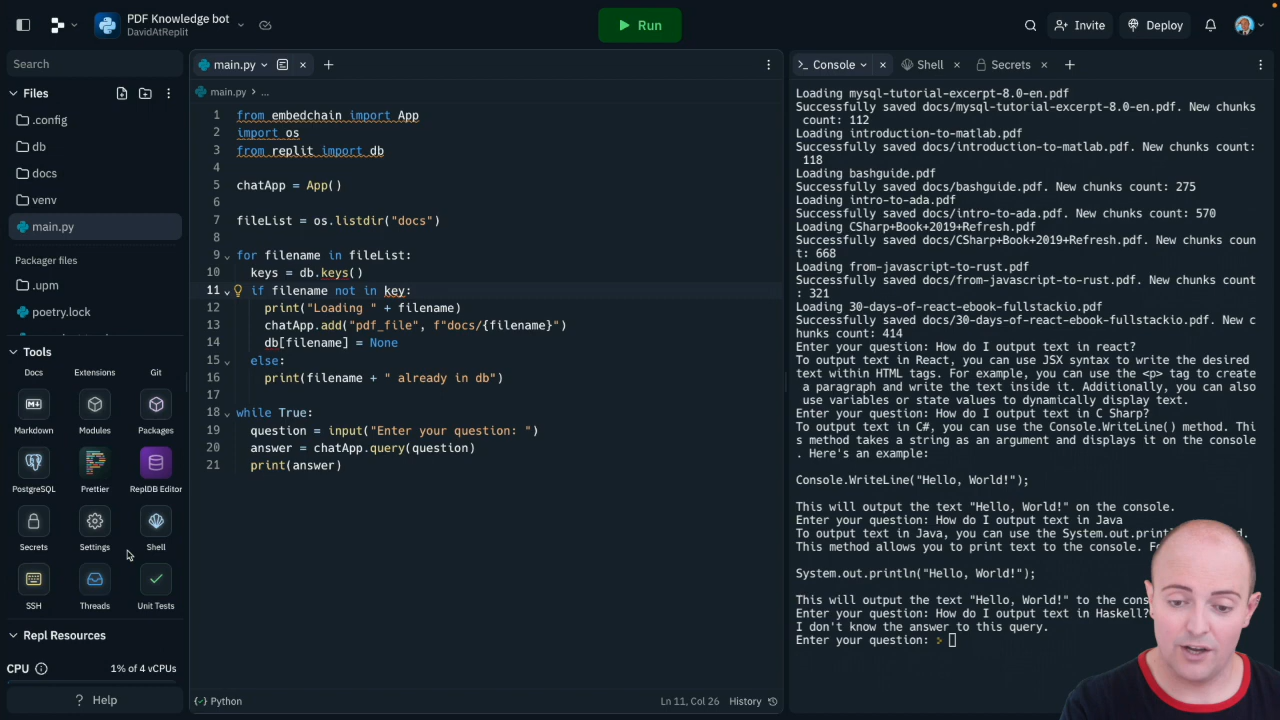 PDF Knowledge bot
DavidAtReplit
Run
Invite
Deploy
Search
Files
.config
db
docs
venv
main.py
Packager files
.upm
poetry.lock
Tools
Docs Extensions Git
Markdown Modules Packages
PostgreSQL Prettier ReplDB Editor
Secrets Settings Shell
SSH Threads Unit Tests
Repl Resources
CPU 1% of 4 vCPUs
? Help
main.py
main.py > ...
1 from embedchain import App
2 import os
3 from replit import db
4
5 chatApp = App()
6
7 fileList = os.listdir("docs")
8
9 for filename in fileList:
10 keys = db.keys()
11 if filename not in key:
12 print("Loading " + filename)
13 chatApp.add("pdf_file", f"docs/{filename}")
14 db[filename] = None
15 else:
16 print(filename + " already in db")
17
18 while True:
19 question = input("Enter your question: ")
20 answer = chatApp.query(question)
21 print(answer)
Python
Ln 11, Col 26 History
>_ Console Shell Secrets
Loading mysql-tutorial-excerpt-8.0-en.pdf
Successfully saved docs/mysql-tutorial-excerpt-8.0-en.pdf. New chunks
count: 112
Loading introduction-to-matlab.pdf
Successfully saved docs/introduction-to-matlab.pdf. New chunks count:
118
Loading bashguide.pdf
Successfully saved docs/bashguide.pdf. New chunks count: 275
Loading intro-to-ada.pdf
Successfully saved docs/intro-to-ada.pdf. New chunks count: 570
Loading CSharp+Book+2019+Refresh.pdf
Successfully saved docs/CSharp+Book+2019+Refresh.pdf. New chunks coun
t: 668
Loading from-javascript-to-rust.pdf
Successfully saved docs/from-javascript-to-rust.pdf. New chunks count
: 321
Loading 30-days-of-react-ebook-fullstackio.pdf
Successfully saved docs/30-days-of-react-ebook-fullstackio.pdf. New c
hunks count: 414
Enter your question: How do I output text in react?
To output text in React, you can use JSX syntax to write the desired
text within HTML tags. For example, you can use the <p> tag to create
a paragraph and write the text inside it. Additionally, you can also
use variables or state values to dynamically display text.
Enter your question: How do I output text in C Sharp?
To output text in C#, you can use the Console.WriteLine() method. Thi
s method takes a string as an argument and displays it on the console
. Here's an example:
Console.WriteLine("Hello, World!");
This will output the text "Hello, World!" on the console.
Enter your question: How do I output text in Java
To output text in Java, you can use the System.out.println
This method allows you to print text to the console.
System.out.println("Hello, World!");
This will output the text "Hello, World!" to the
Enter your question: How do I output text in Haskell?
I don't know the answer to this query.
Enter your question: >